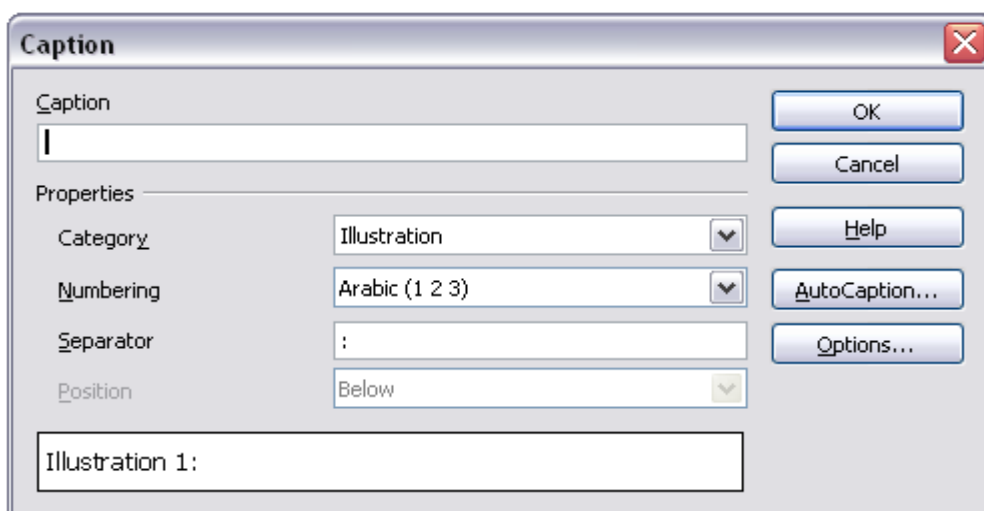 Caption
Caption
OK
Cancel
Properties
Category Illustration
Help
Numbering Arabic (1 2 3)
AutoCaption...
Separator :
Options...
Position Below
Illustration 1: